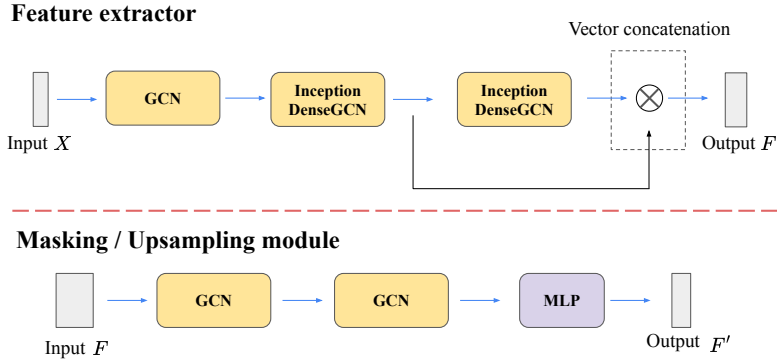 Feature extractor
Vector concatenation
GCN
Inception
DenseGCN
Inception
DenseGCN
Input X
Output F
Masking / Upsampling module
GCN
GCN
MLP
Input F
Output F′